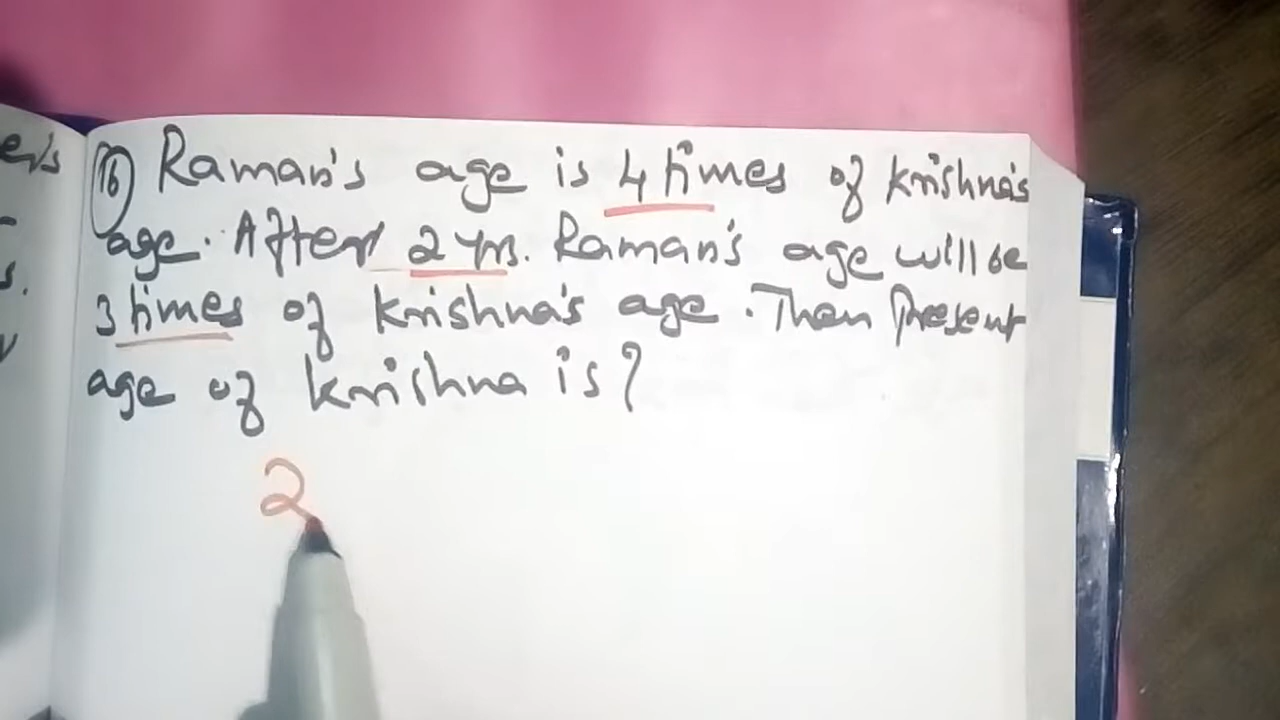 er's
16 Raman's age is 4 times of Krishna's
age. After 2 yrs. Raman's age will be
3 times of Krishna's age. Then Present
age of Krishna is?
2